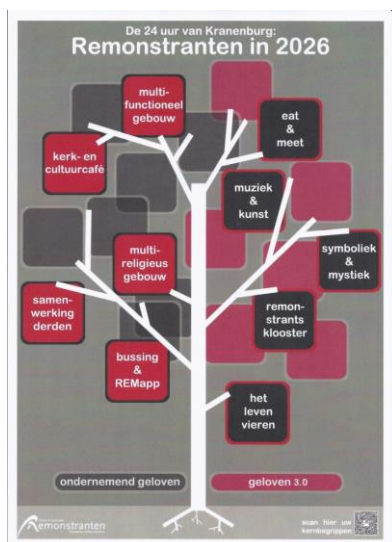 De 24 uur van Kranenburg:
Remonstranten in 2026
multi-
functioneel
gebouw
eat
&
meet
kerk- en
cultuurcafé
muziek
&
kunst
multi-
religieus
gebouw
symboliek
&
mystiek
samen-
werking
derden
remon-
strants
klooster
bussing
&
REMapp
het
leven
vieren
ondernemend geloven
geloven 3.0
Remonstranten
scan hier uw
kernbegrippen